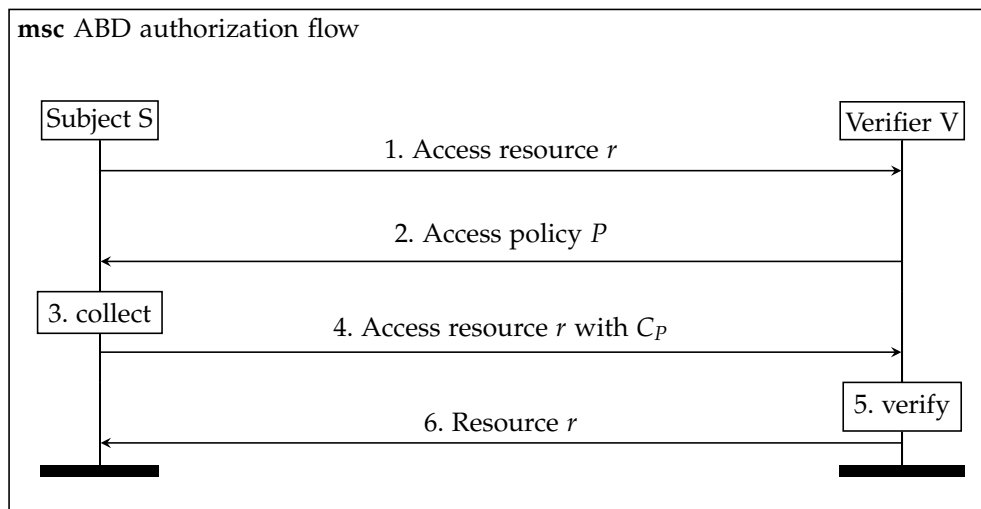 msc ABD authorization flow
Subject S
Verifier V
1. Access resource r
2. Access policy P
3. collect
4. Access resource r with C_P
5. verify
6. Resource r